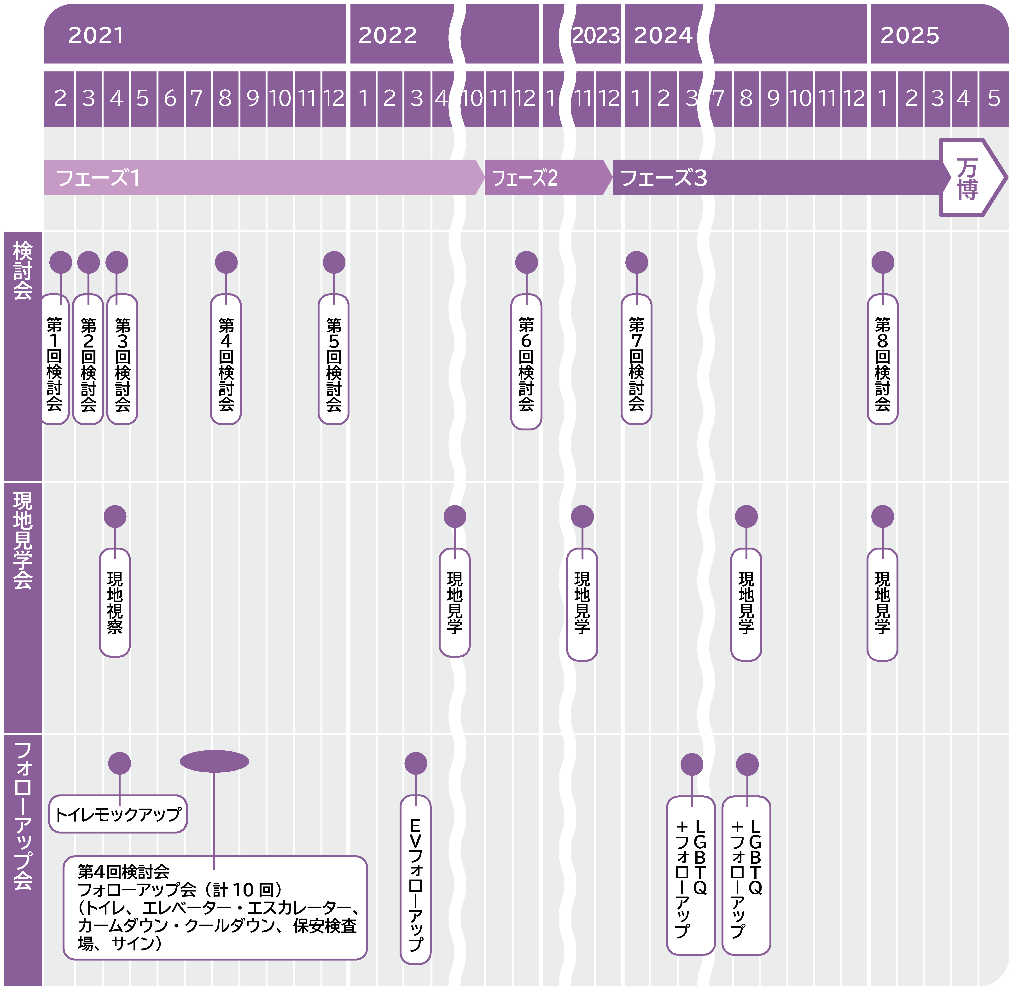 2021
2022
2023
2024
2025
2 3 4 5 6 7 8 9 10 11 12 1 2 3 4 10 11 12 1 11 12 1 2 3 7 8 9 10 11 12 1 2 3 4 5
フェーズ1
フェーズ2
フェーズ3
万博
検討会
第1回検討会
第2回検討会
第3回検討会
第4回検討会
第5回検討会
第6回検討会
第7回検討会
第8回検討会
現地見学会
現地視察
現地見学
現地見学
現地見学
現地見学
フォローアップ会
トイレモックアップ
第4回検討会
フォローアップ会（計10回）
（トイレ、エレベーター・エスカレーター、
カームダウン・クールダウン、保安検査
場、サイン）
EVフォローアップ
LGBTQ
+フォローアップ
LGBTQ
+フォローアップ